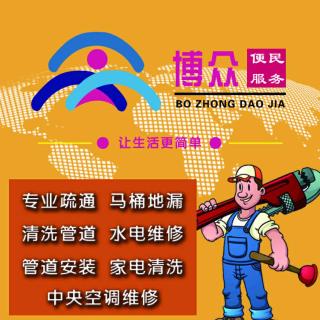 博众 便民服务
BO ZHONG DAO JIA
让生活更简单
专业疏通 马桶地漏
清洗管道 水电维修
管道安装 家电清洗
中央空调维修